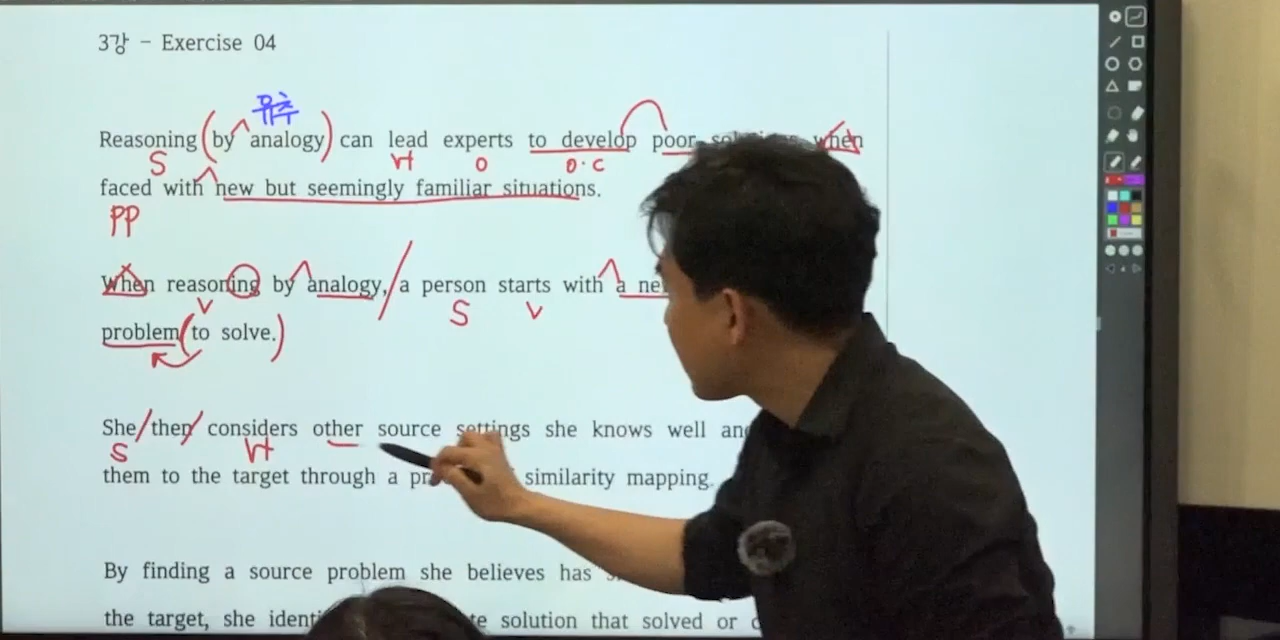 3강 - Exercise 04
유추
Reasoning (by analogy) can lead experts to develop poor when
S vt o o.c
faced with new but seemingly familiar situations.
PP
When reasoning by analogy, a person starts with a
v S v
problem (to solve.)
She then considers other source settings she knows well
S vt
them to the target through a similarity mapping.
By finding a source problem she believes has
the target, she solution that solved or